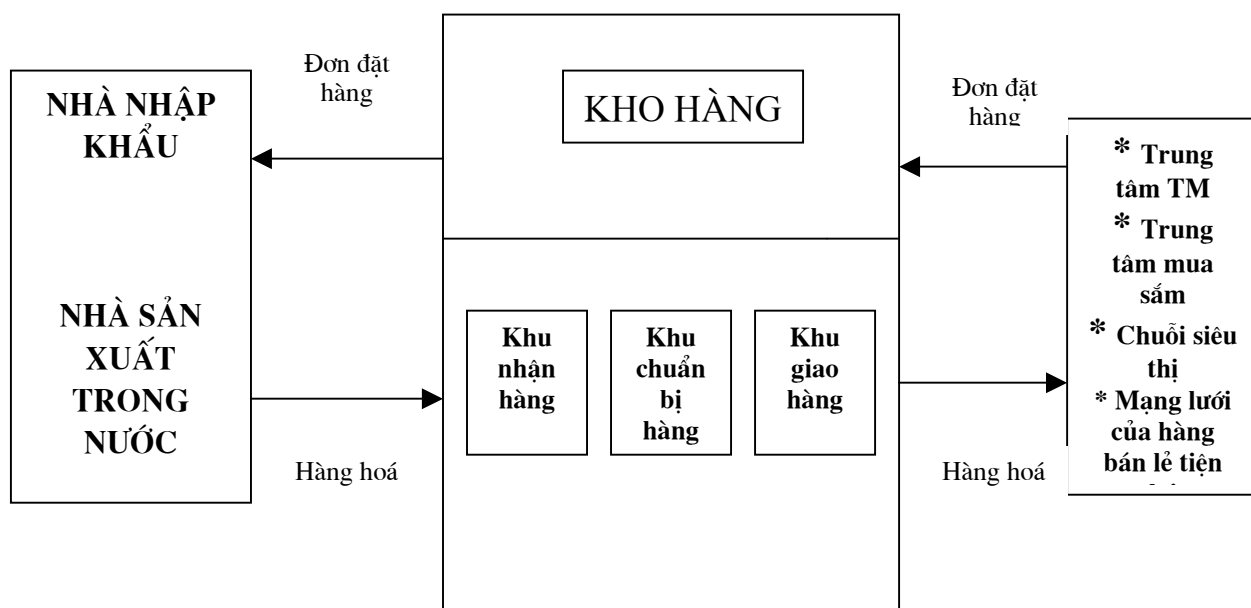 Đơn đặt
hàng
NHÀ NHẬP
KHẨU
NHÀ SẢN
XUẤT
TRONG
NƯỚC
Hàng hoá
KHO HÀNG
Khu
nhận
hàng
Khu
chuẩn
bị
hàng
Khu
giao
hàng
Đơn đặt
hàng
Hàng hoá
* Trung
tâm TM
* Trung
tâm mua
sắm
* Chuỗi siêu
thị
* Mạng lưới
của hàng
bán lẻ tiện